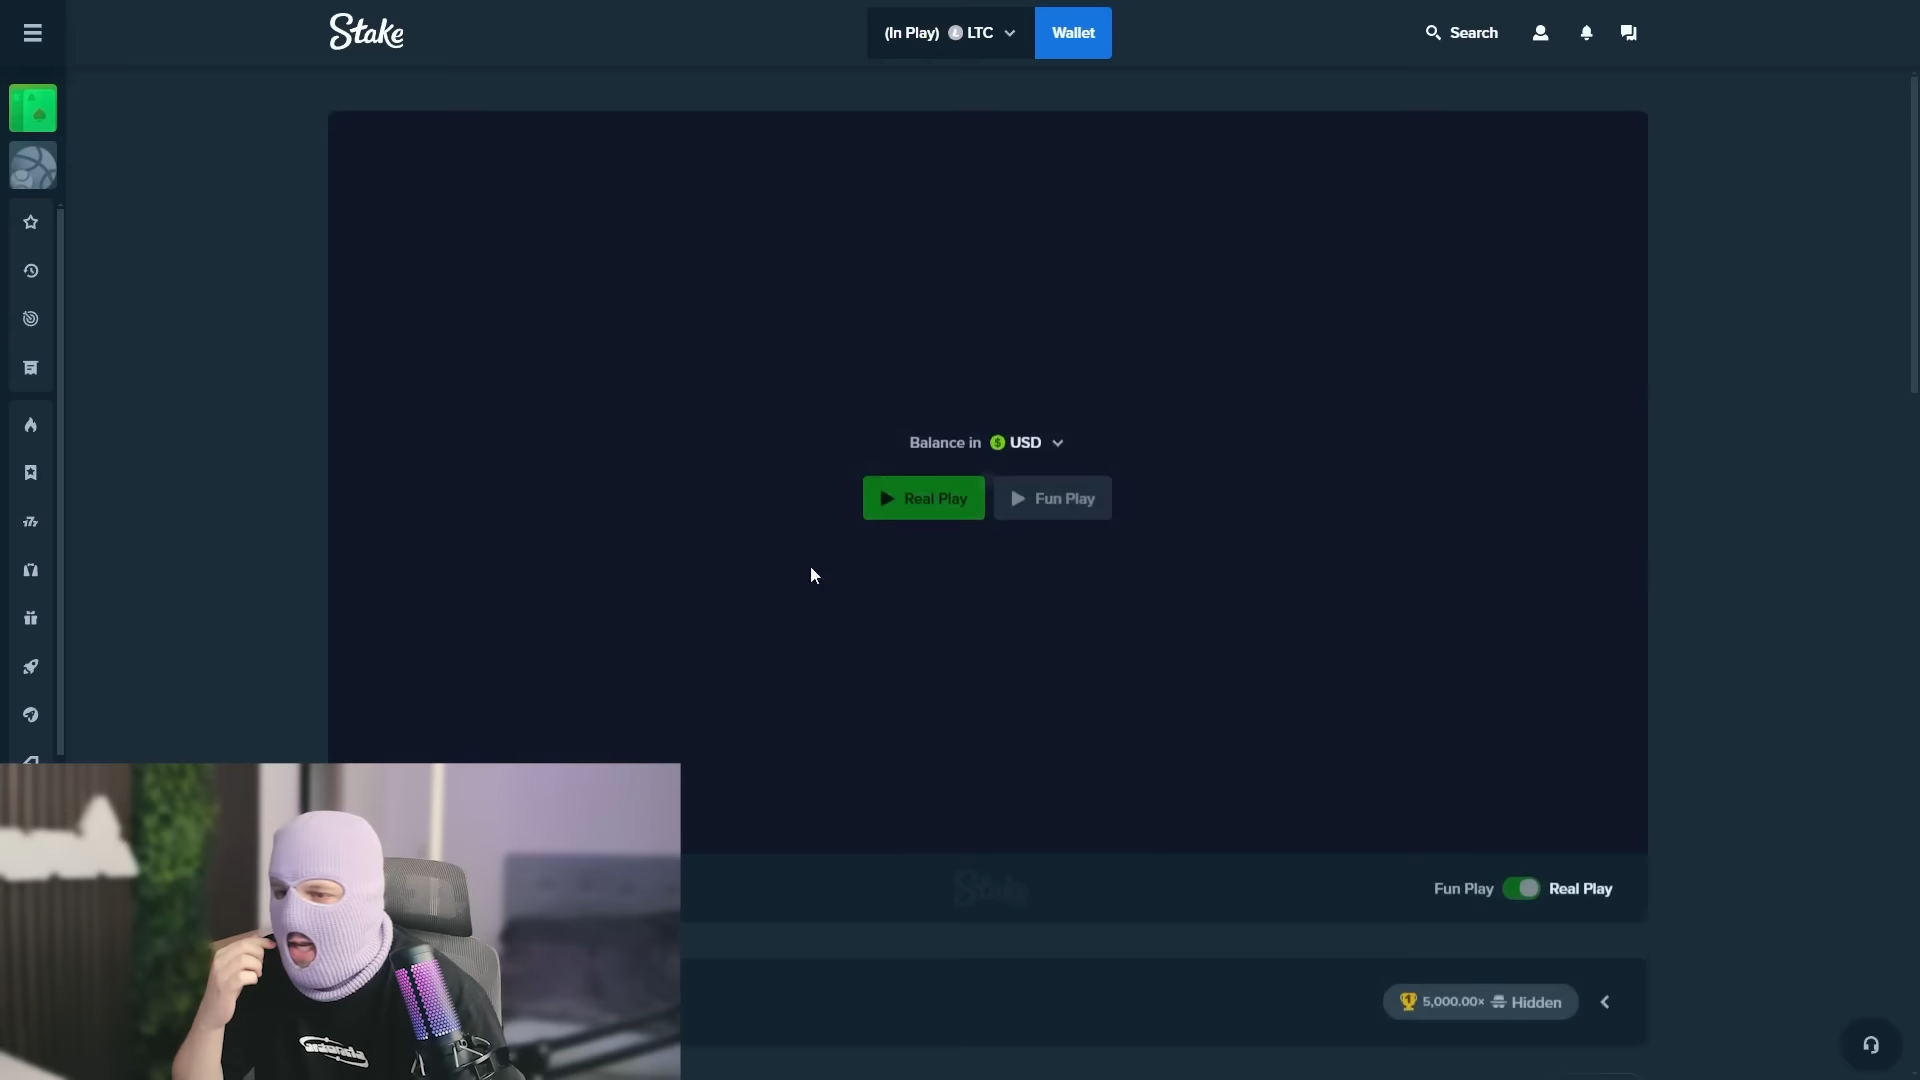 Stake
(In Play) LTC
Wallet
Search
Balance in $ USD
Real Play
Fun Play
Stake
Fun Play
Real Play
5,000.00× Hidden